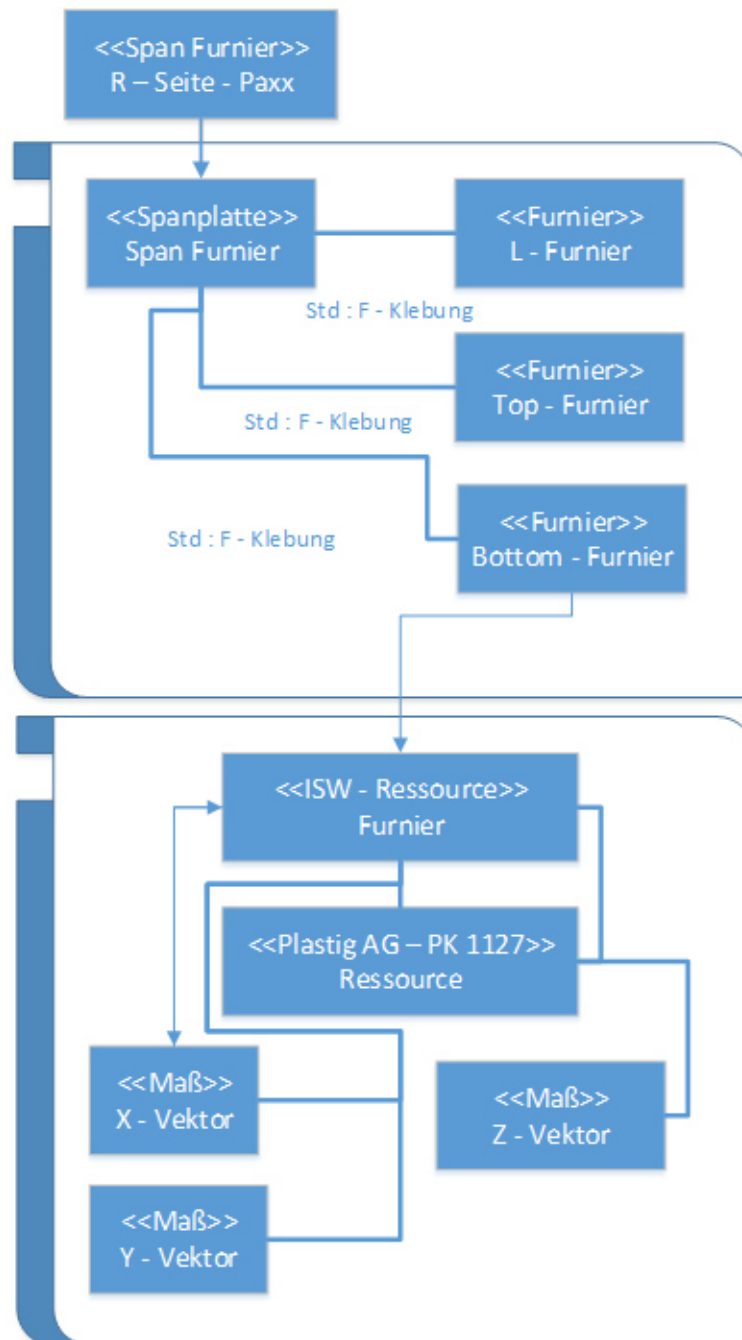 <<Span Furnier>>
R – Seite - Paxx
<<Spanplatte>>
Span Furnier
<<Furnier>>
L - Furnier
Std : F - Klebung
<<Furnier>>
Top - Furnier
Std : F - Klebung
<<Furnier>>
Bottom - Furnier
Std : F - Klebung
<<ISW - Ressource>>
Furnier
<<Plastig AG – PK 1127>>
Ressource
<<Maß>>
X - Vektor
<<Maß>>
Z - Vektor
<<Maß>>
Y - Vektor